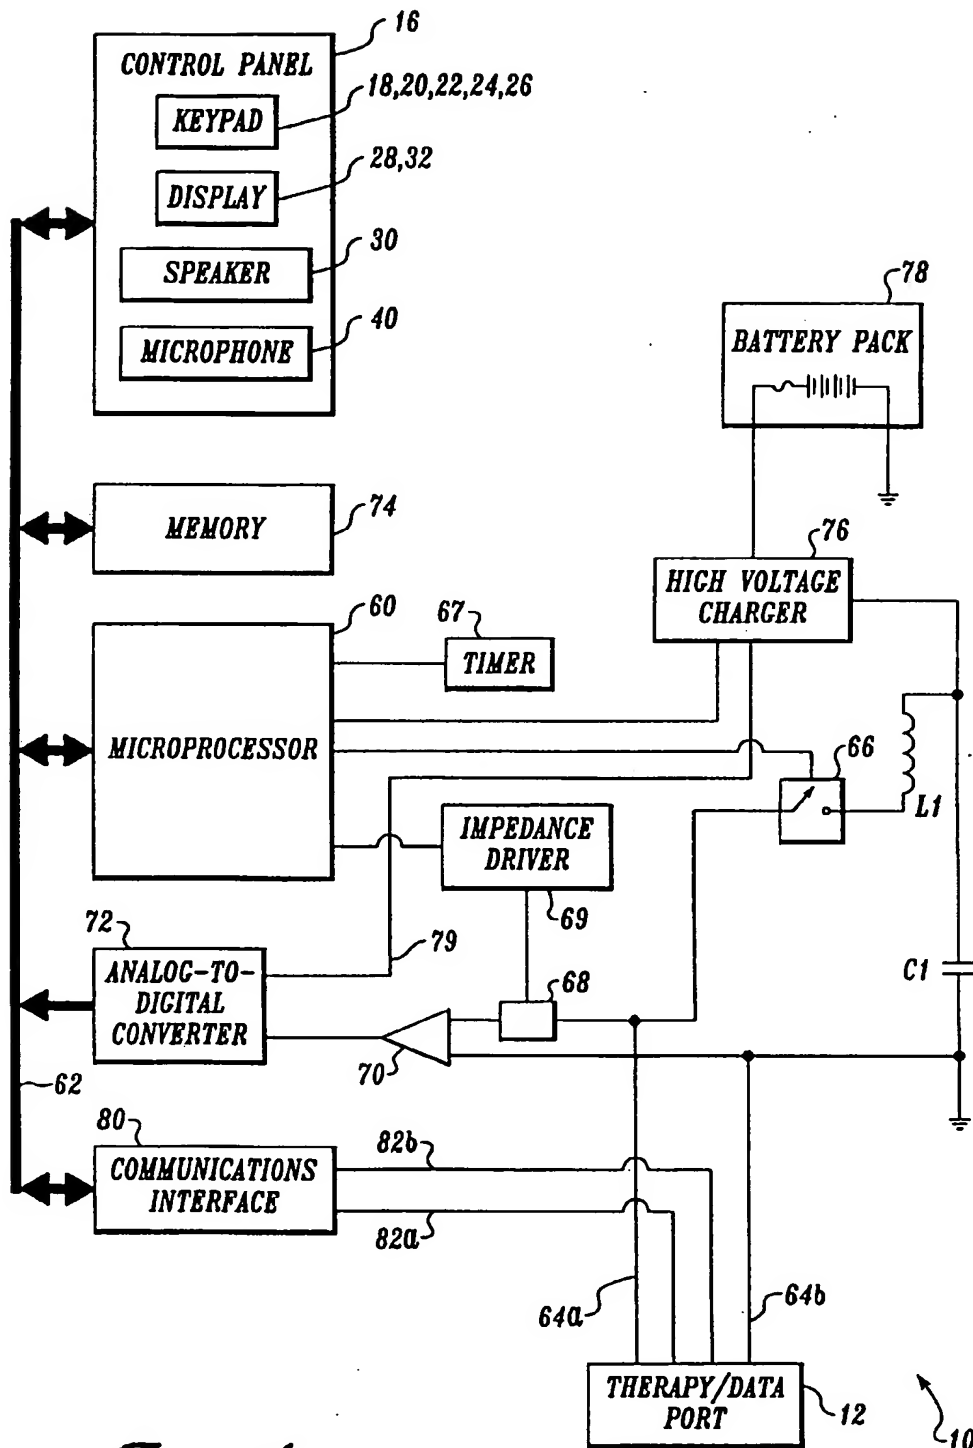 16
CONTROL PANEL
18,20,22,24,26
KEYPAD
28,32
DISPLAY
30
SPEAKER
40
MICROPHONE
78
BATTERY PACK
74
MEMORY
76
HIGH VOLTAGE
CHARGER
60
67
TIMER
MICROPROCESSOR
66
L1
IMPEDANCE
DRIVER
69
72
79
ANALOG-TO-
DIGITAL
CONVERTER
68
70
C1
62
80
COMMUNICATIONS
INTERFACE
82b
82a
64a
64b
THERAPY/DATA
PORT
12
10